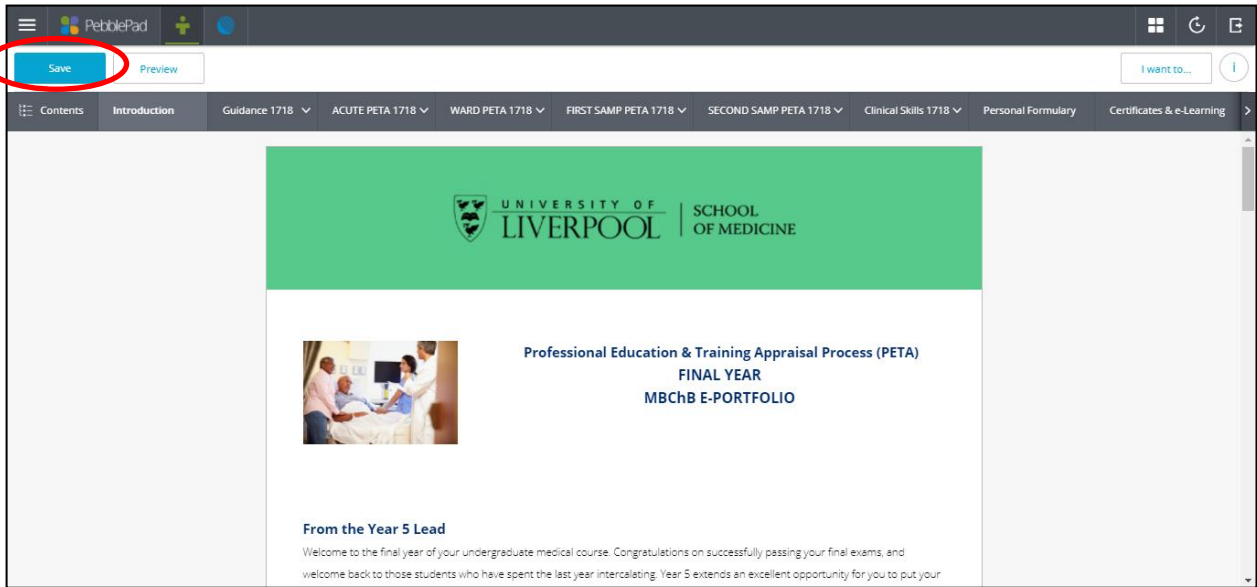 PebblePad
Save
Preview
I want to...
i
Contents
Introduction
Guidance 1718
ACUTE PETA 1718
WARD PETA 1718
FIRST SAMP PETA 1718
SECOND SAMP PETA 1718
Clinical Skills 1718
Personal Formulary
Certificates & e-Learning
UNIVERSITY OF
LIVERPOOL
SCHOOL
OF MEDICINE
Professional Education & Training Appraisal Process (PETA)
FINAL YEAR
MBChB E-PORTFOLIO
From the Year 5 Lead
Welcome to the final year of your undergraduate medical course. Congratulations on successfully passing your final exams, and
welcome back to those students who have spent the last year intercalating. Year 5 extends an excellent opportunity for you to put your